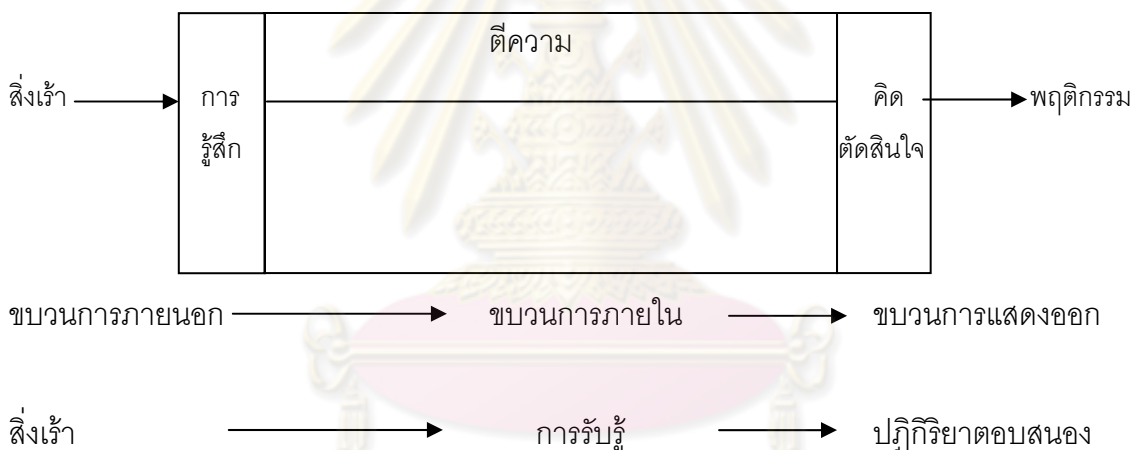 ตีความ
สิ่งเร้า การ คิด พฤติกรรม
รู้สึก ตัดสินใจ
ขบวนการภายนอก ขบวนการภายใน ขบวนการแสดงออก
สิ่งเร้า การรับรู้ ปฏิกิริยาตอบสนอง